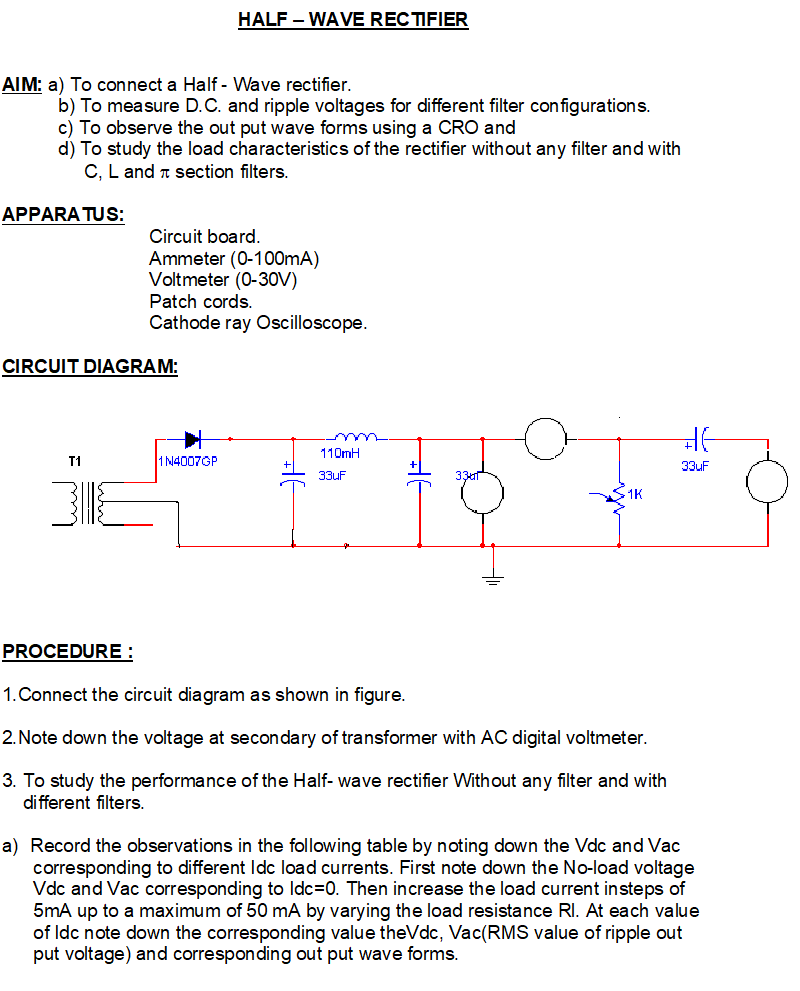 HALF – WAVE RECTIFIER
AIM: a) To connect a Half - Wave rectifier.
b) To measure D.C. and ripple voltages for different filter configurations.
c) To observe the out put wave forms using a CRO and
d) To study the load characteristics of the rectifier without any filter and with
C, L and π section filters.
APPARATUS:
Circuit board.
Ammeter (0-100mA)
Voltmeter (0-30V)
Patch cords.
Cathode ray Oscilloscope.
CIRCUIT DIAGRAM:
T1
1N4007GP
+
110mH
33uF
+
33uF
+
33uF
1K
PROCEDURE :
1.Connect the circuit diagram as shown in figure.
2.Note down the voltage at secondary of transformer with AC digital voltmeter.
3. To study the performance of the Half- wave rectifier Without any filter and with
different filters.
a) Record the observations in the following table by noting down the Vdc and Vac
corresponding to different Idc load currents. First note down the No-load voltage
Vdc and Vac corresponding to Idc=0. Then increase the load current insteps of
5mA up to a maximum of 50 mA by varying the load resistance Rl. At each value
of Idc note down the corresponding value theVdc, Vac(RMS value of ripple out
put voltage) and corresponding out put wave forms.